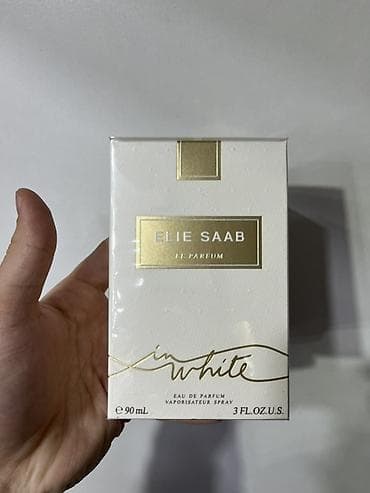 ELIE SAAB
LE PARFUM
in
white
EAU DE PARFUM
VAPORISATEUR SPRAY
℮ 90 mL 3 FL.OZ.U.S.